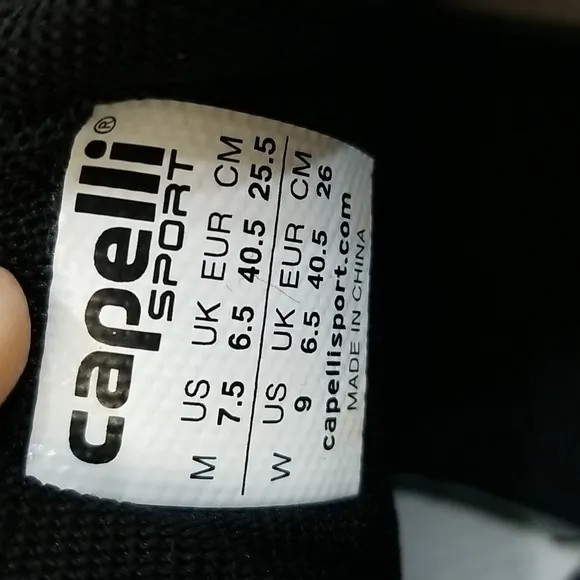 capelli®
SPORT
M US UK EUR CM
7.5 6.5 40.5 25.5
W US UK EUR CM
9 6.5 40.5 26
capellisport.com
MADE IN CHINA